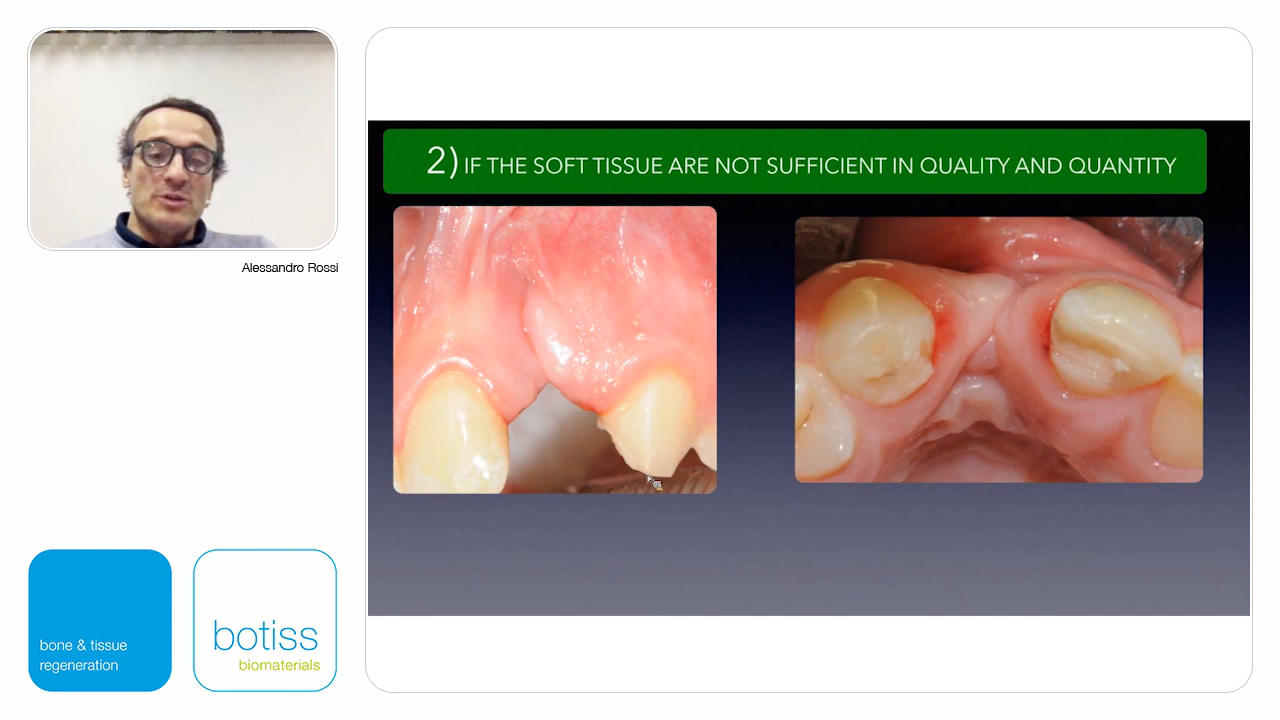 Alessandro Rossi
2) IF THE SOFT TISSUE ARE NOT SUFFICIENT IN QUALITY AND QUANTITY
bone & tissue
regeneration
botiss
biomaterials